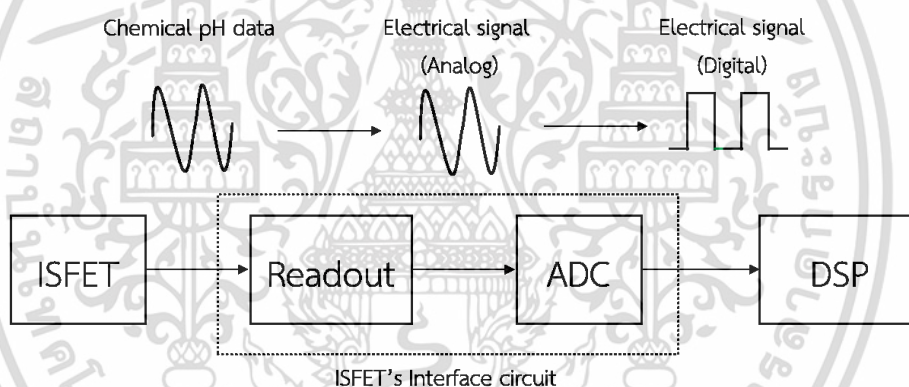 Chemical pH data
Electrical signal
(Analog)
Electrical signal
(Digital)
ISFET
Readout
ADC
DSP
ISFET's Interface circuit